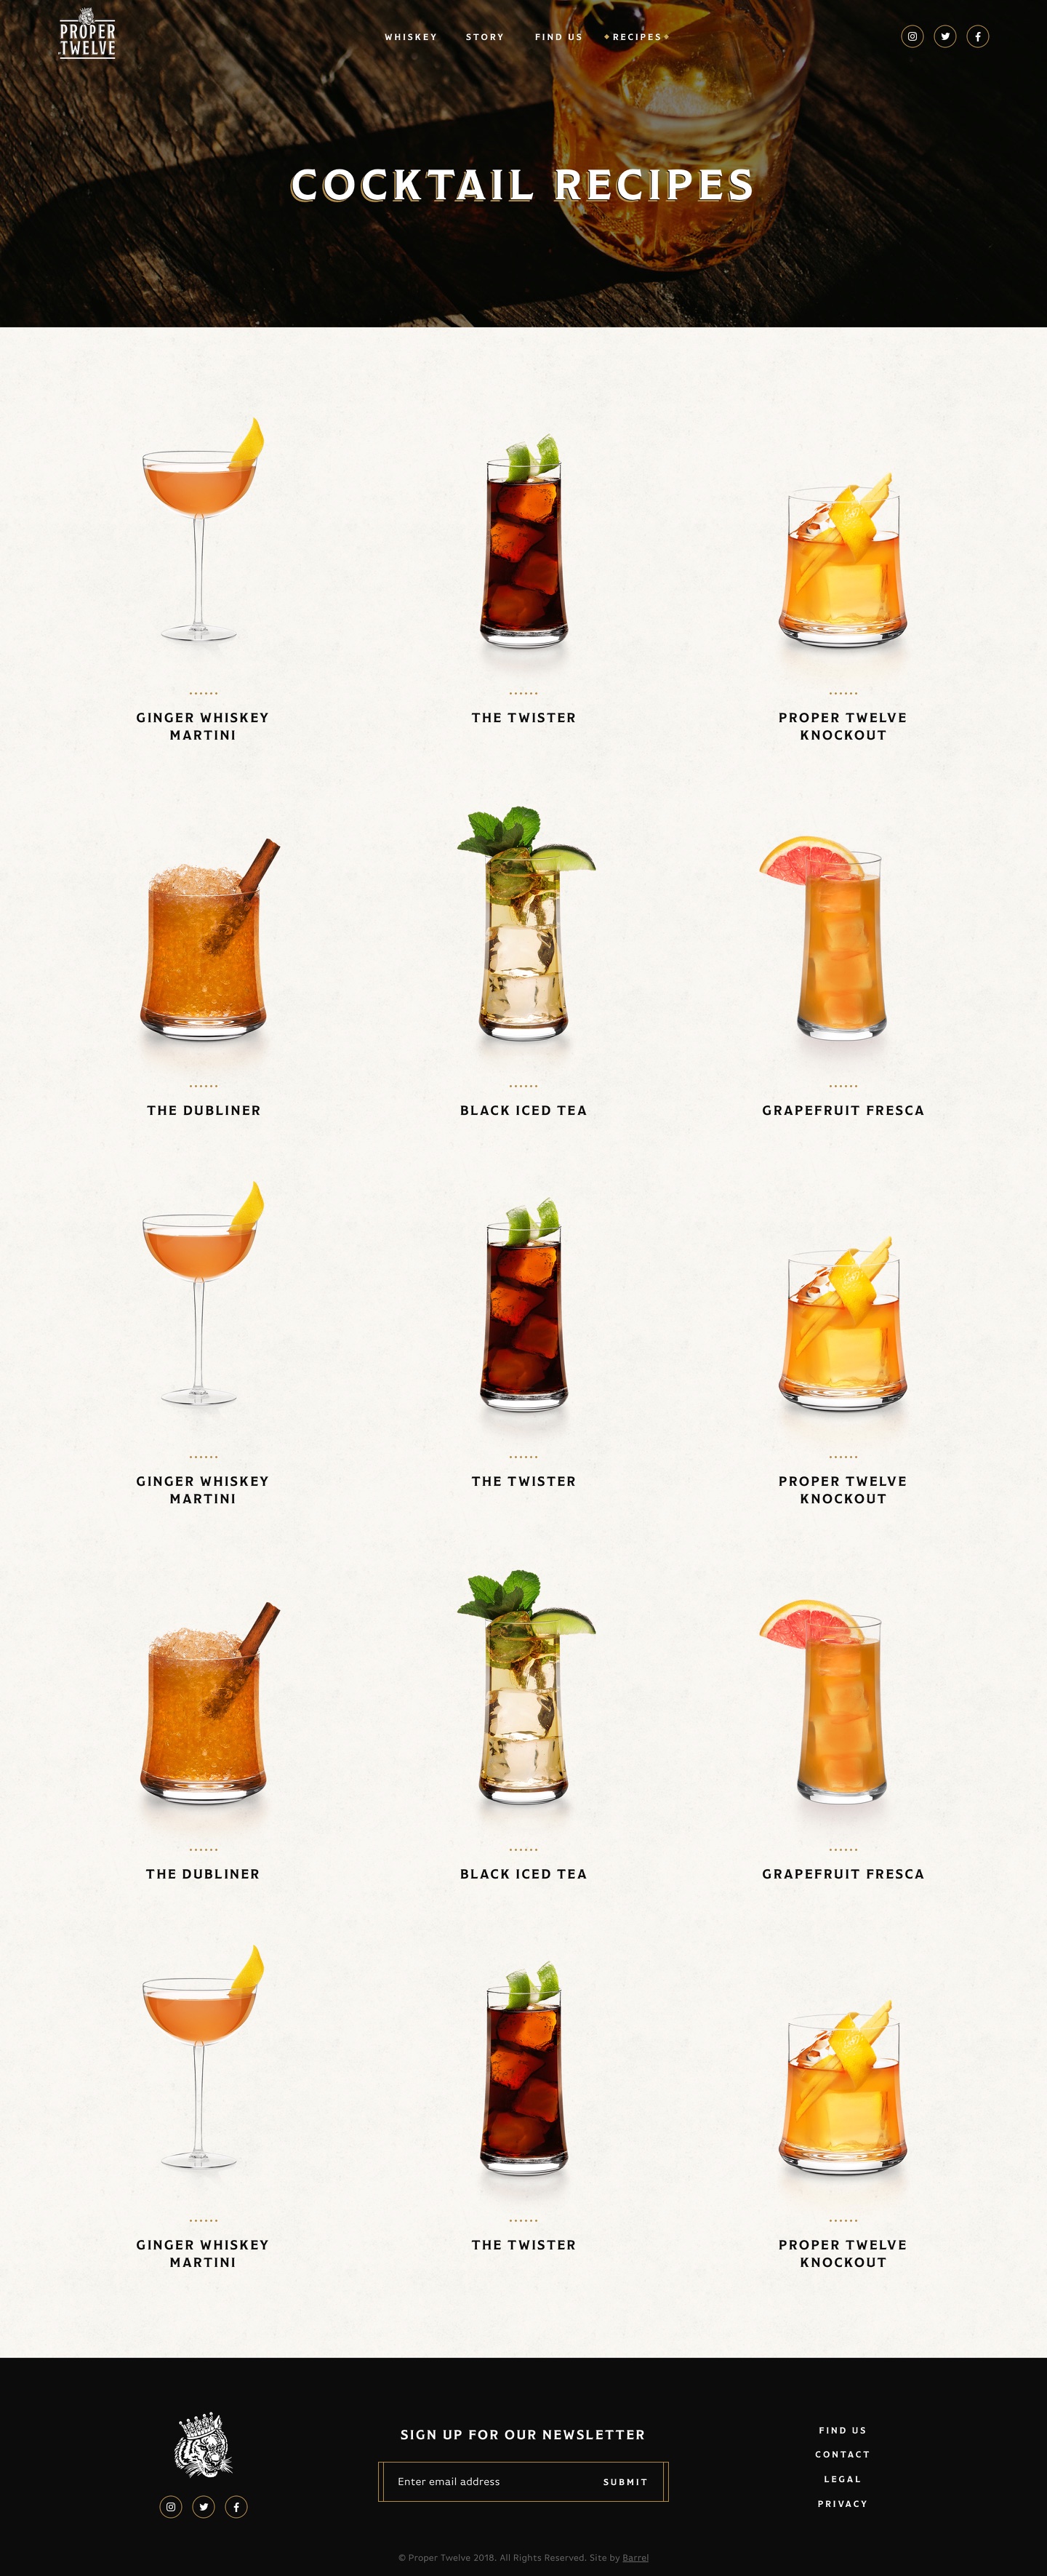 PROPER
TWELVE
WHISKEY
STORY
FIND US
RECIPES
COCKTAIL RECIPES
GINGER WHISKEY
MARTINI
THE TWISTER
PROPER TWELVE
KNOCKOUT
THE DUBLINER
BLACK ICED TEA
GRAPEFRUIT FRESCA
GINGER WHISKEY
MARTINI
THE TWISTER
PROPER TWELVE
KNOCKOUT
THE DUBLINER
BLACK ICED TEA
GRAPEFRUIT FRESCA
GINGER WHISKEY
MARTINI
THE TWISTER
PROPER TWELVE
KNOCKOUT
SIGN UP FOR OUR NEWSLETTER
Enter email address
SUBMIT
FIND US
CONTACT
LEGAL
PRIVACY
© Proper Twelve 2018. All Rights Reserved. Site by Barrel